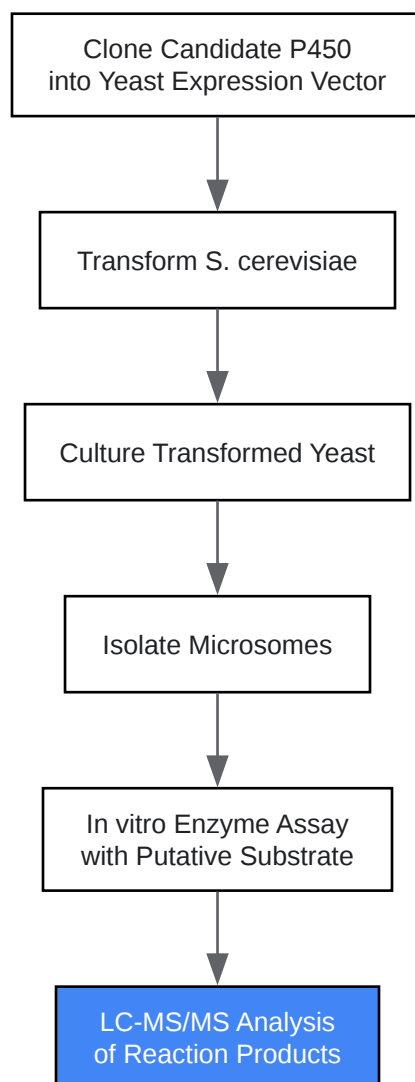 Clone Candidate P450
into Yeast Expression Vector
Transform S. cerevisiae
Culture Transformed Yeast
Isolate Microsomes
In vitro Enzyme Assay
with Putative Substrate
LC-MS/MS Analysis
of Reaction Products